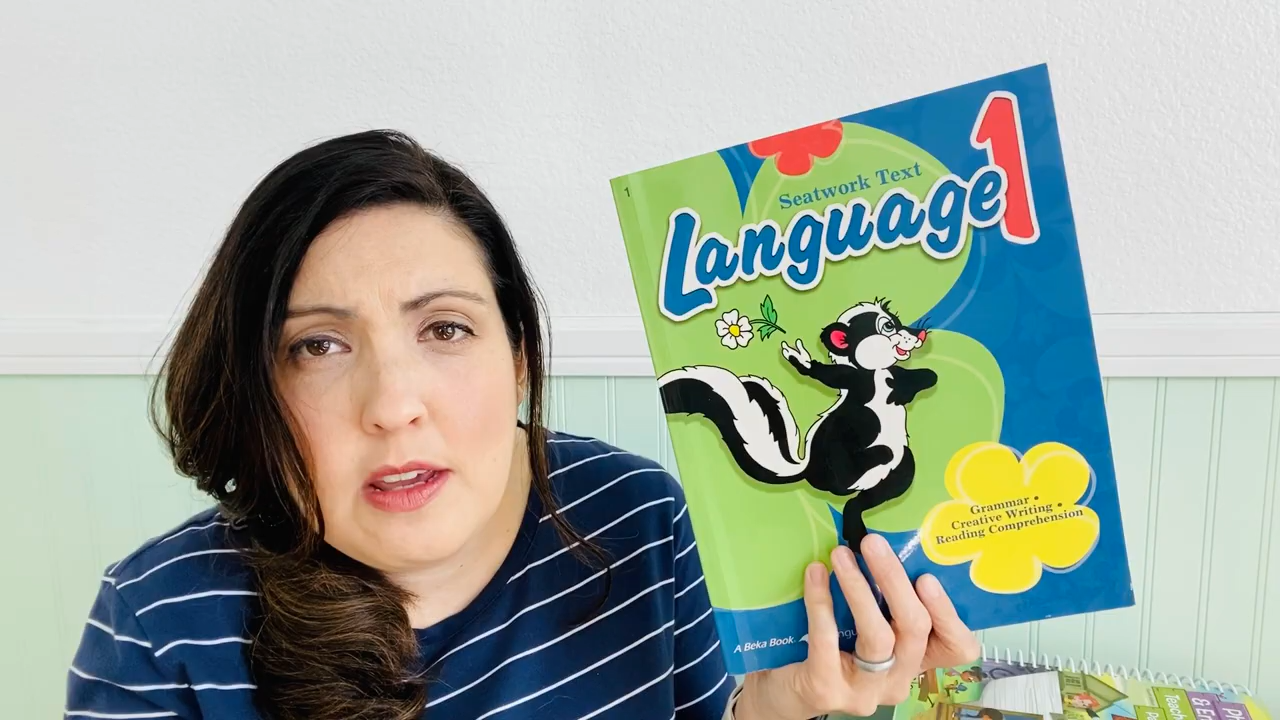 1
Seatwork Text
Language 1
Grammar •
Creative Writing •
Reading Comprehension
A Beka Book